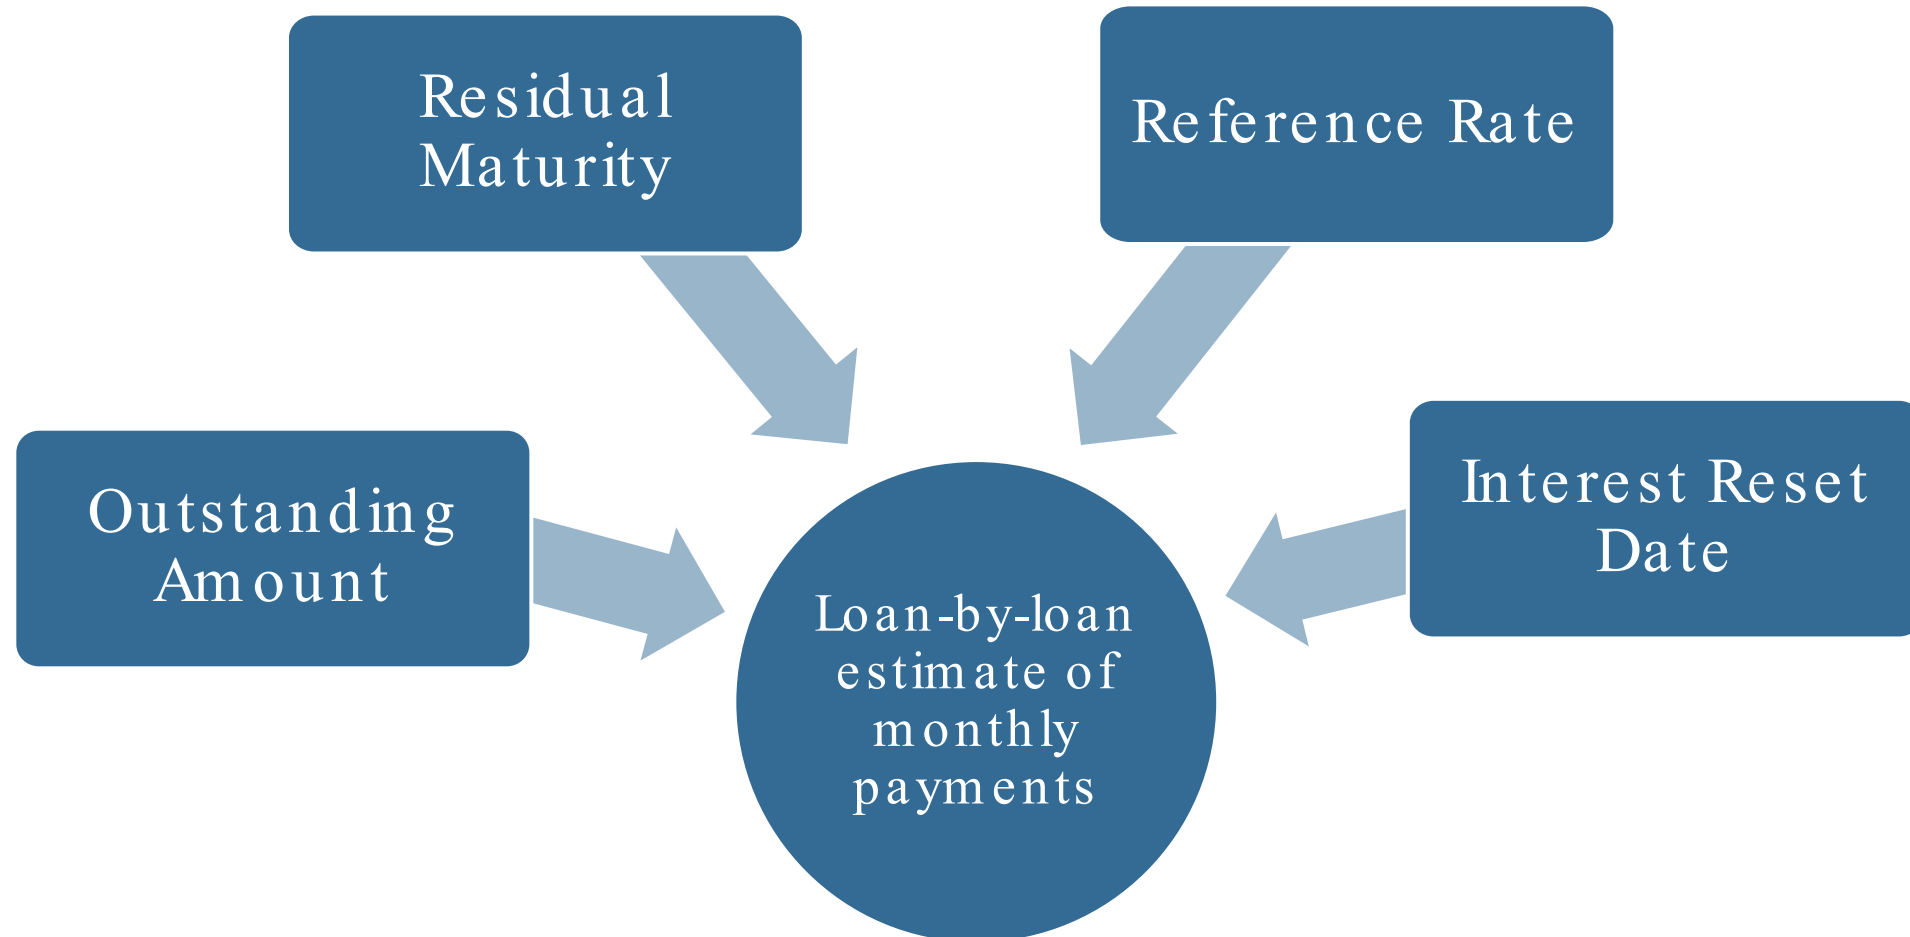 Residual
Maturity
Reference Rate
Outstanding
Amount
Interest Reset
Date
Loan-by-loan
estimate of
monthly
payments